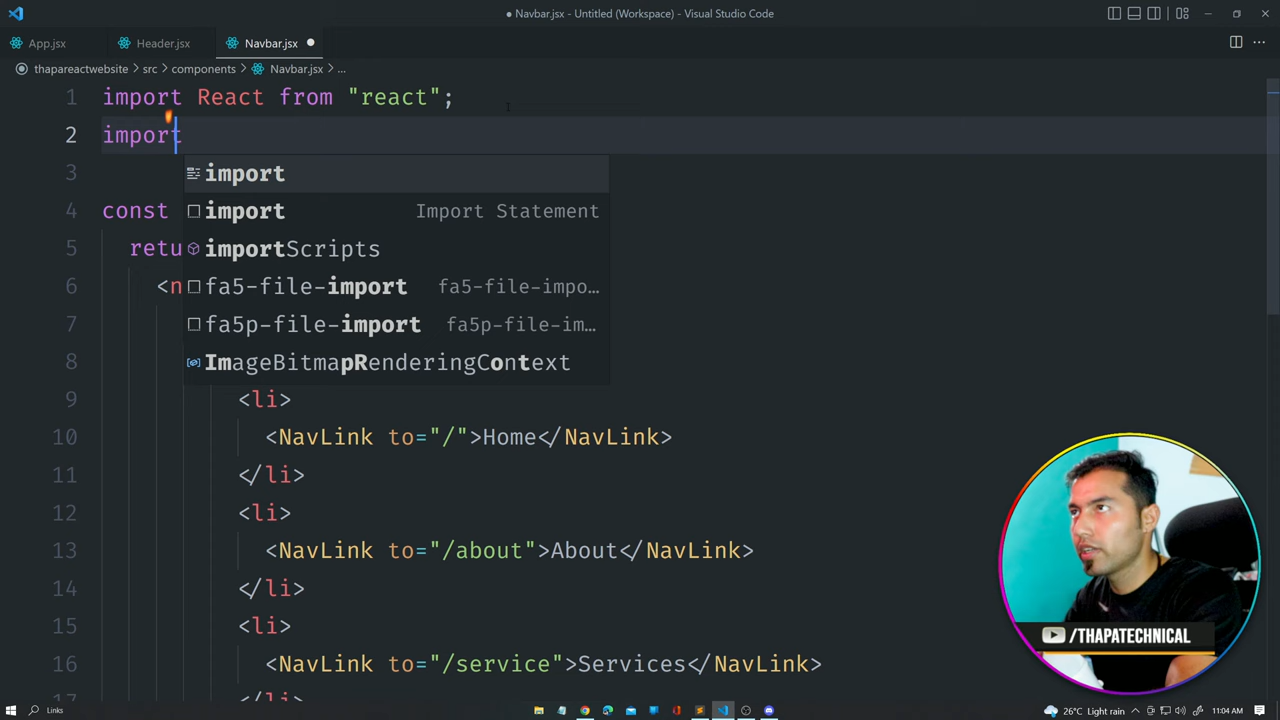 Navbar.jsx - Untitled (Workspace) - Visual Studio Code
App.jsx
Header.jsx
Navbar.jsx
thapareactwebsite > src > components > Navbar.jsx > ...
1 import React from "react";
2 import
3
import
4 const
import Import Statement
5 retu
importScripts
6 <n
fa5-file-import fa5-file-impo...
7
fa5p-file-import fa5p-file-im...
8
ImageBitmapRenderingContext
9 <li>
10 <NavLink to="/">Home</NavLink>
11 </li>
12 <li>
13 <NavLink to="/about">About</NavLink>
14 </li>
15 <li>
16 <NavLink to="/service">Services</NavLink>
17 </li>
/THAPATECHNICAL
Links
26°C Light rain
11:04 AM